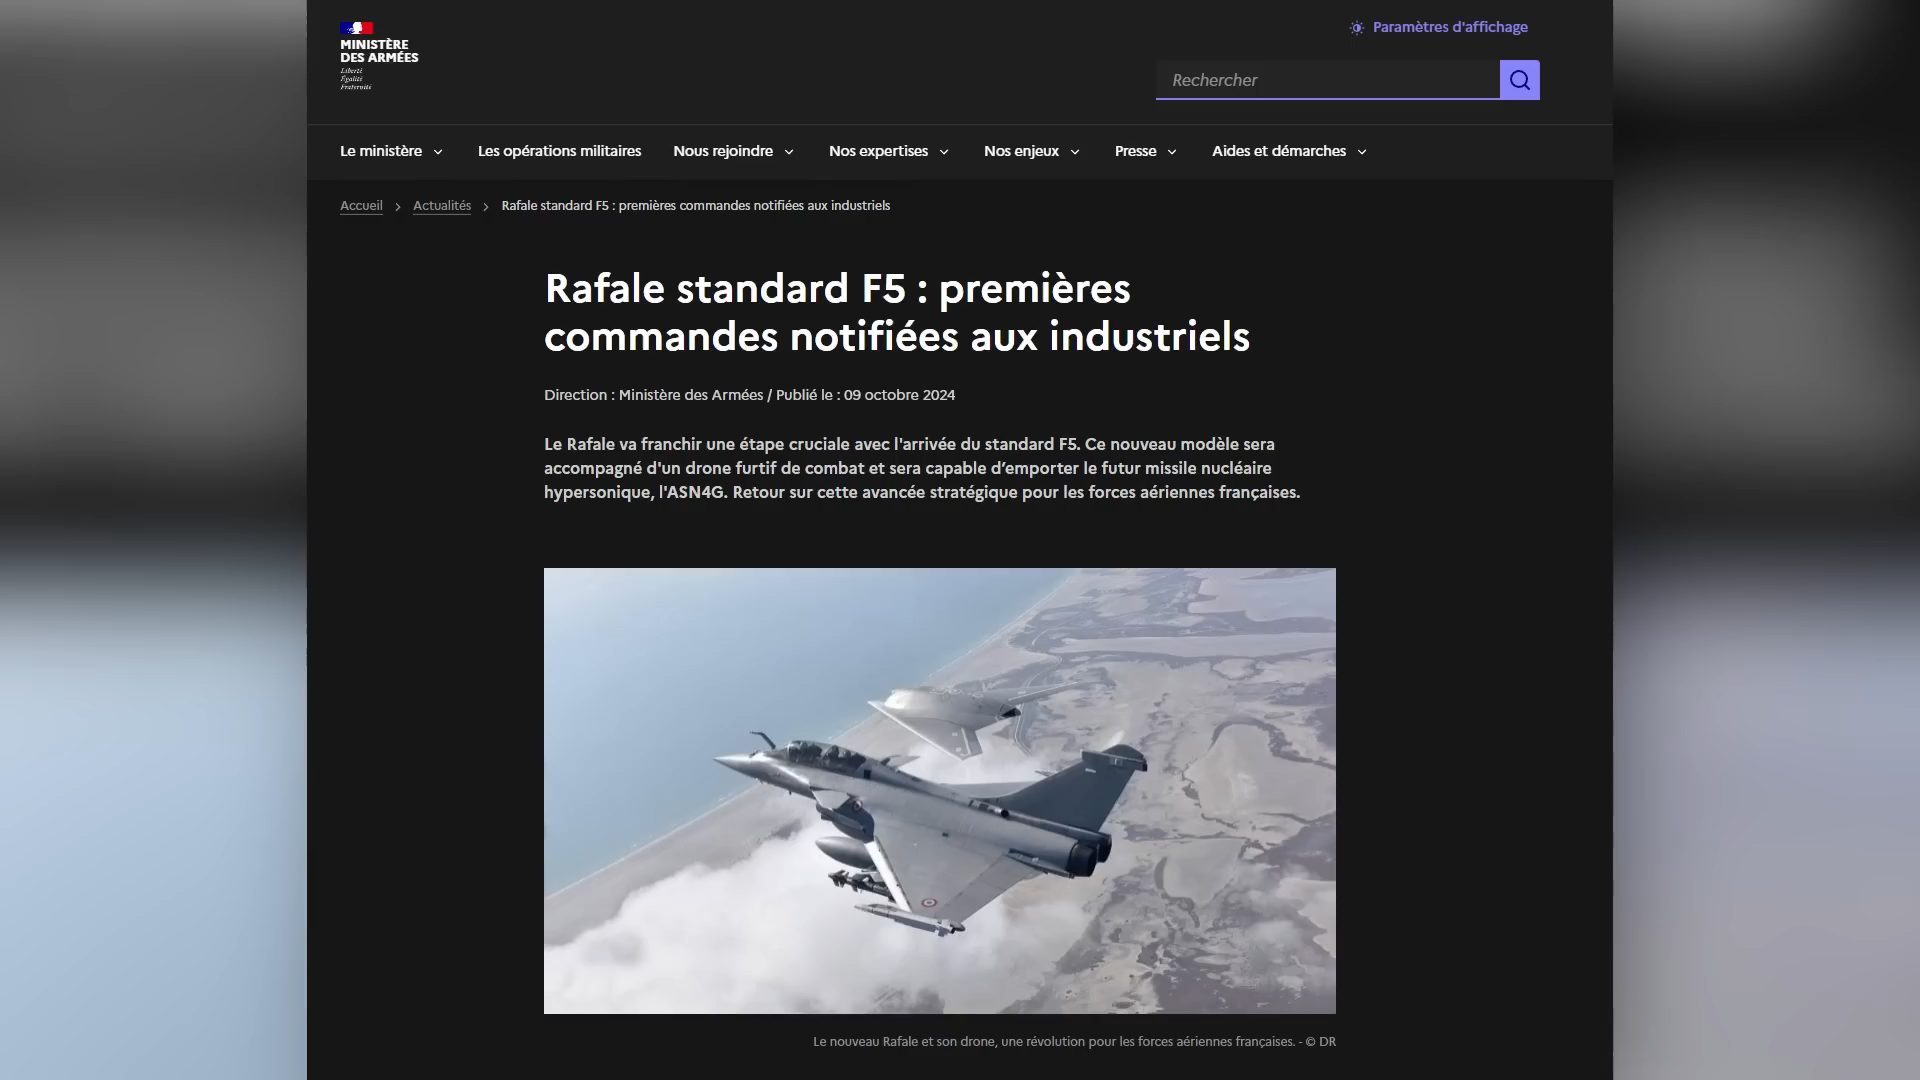 MINISTÈRE
DES ARMÉES
Liberté
Égalité
Fraternité
Paramètres d'affichage
Rechercher
Le ministère
Les opérations militaires
Nous rejoindre
Nos expertises
Nos enjeux
Presse
Aides et démarches
Accueil > Actualités > Rafale standard F5 : premières commandes notifiées aux industriels
Rafale standard F5 : premières
commandes notifiées aux industriels
Direction : Ministère des Armées / Publié le : 09 octobre 2024
Le Rafale va franchir une étape cruciale avec l'arrivée du standard F5. Ce nouveau modèle sera
accompagné d'un drone furtif de combat et sera capable d’emporter le futur missile nucléaire
hypersonique, l'ASN4G. Retour sur cette avancée stratégique pour les forces aériennes françaises.
Le nouveau Rafale et son drone, une révolution pour les forces aériennes françaises. - © DR